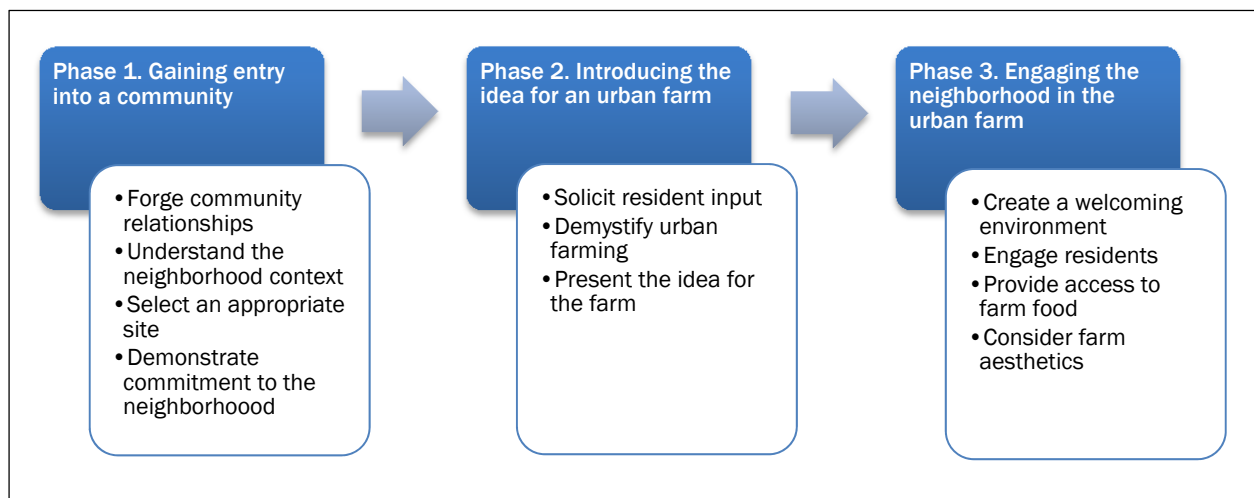 Phase 1. Gaining entry
into a community
•Forge community
relationships
•Understand the
neighborhood context
•Select an appropriate
site
•Demonstrate
commitment to the
neighborhoood
Phase 2. Introducing the
idea for an urban farm
•Solicit resident input
•Demystify urban
farming
•Present the idea for
the farm
Phase 3. Engaging the
neighborhood in the
urban farm
•Create a welcoming
environment
•Engage residents
•Provide access to
farm food
•Consider farm
aesthetics